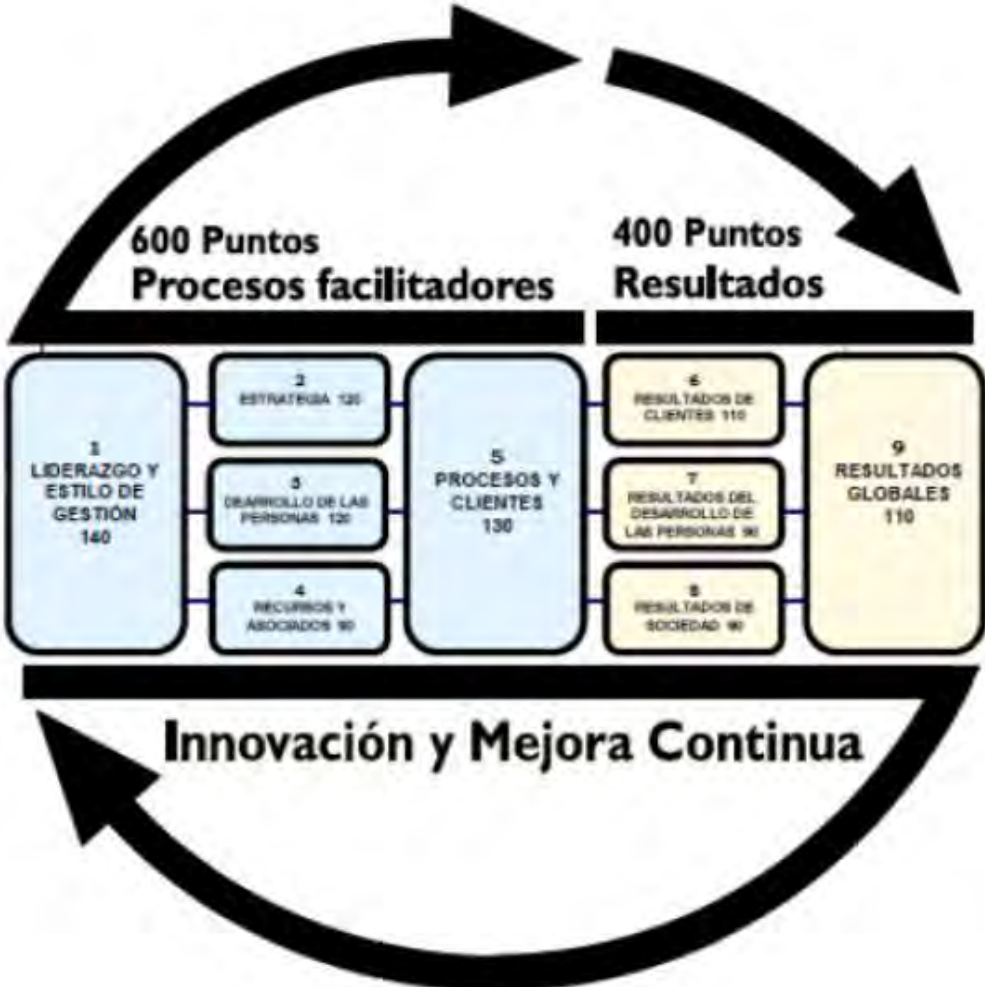 600 Puntos
Procesos facilitadores
400 Puntos
Resultados
1
LIDERAZGO Y
ESTILO DE
GESTIÓN
140
2
ESTRATEGIA 120
3
DEARROLLO DE LAS
PERSONAS 120
4
RECURSOS Y
ASOCIADOS 90
5
PROCESOS Y
CLIENTES
130
6
RESULTADOS DE
CLIENTES 110
7
RESULTADOS DEL
DESARROLLO DE
LAS PERSONAS 90
8
RESULTADOS DE
SOCIEDAD 90
9
RESULTADOS
GLOBALES
110
Innovación y Mejora Continua